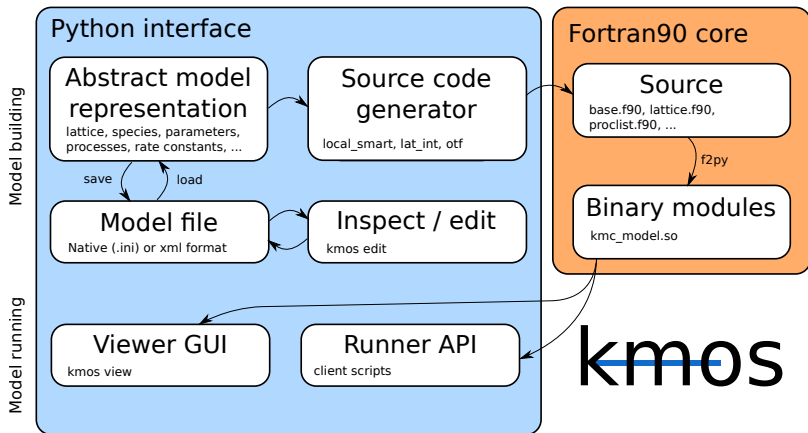 Python interface
Fortran90 core
Model building
Abstract model
representation
lattice, species, parameters,
processes, rate constants, ...
Source code
generator
local_smart, lat_int, otf
Source
base.f90, lattice.f90,
proclist.f90, ...
save
load
f2py
Model file
Native (.ini) or xml format
Inspect / edit
kmos edit
Binary modules
kmc_model.so
Model running
Viewer GUI
kmos view
Runner API
client scripts
kmos